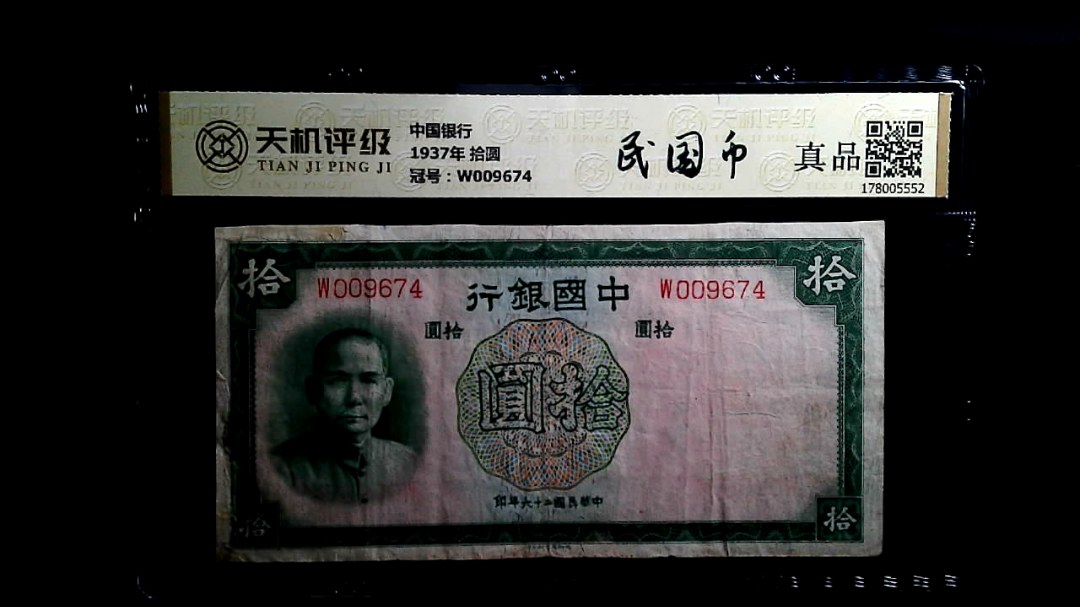 天机评级
TIAN JI PING JI
中国银行
1937年 拾圆
冠号：W009674
民国币
真品
178005552
拾
拾
W009674
行銀國中
W009674
圓拾
圓拾
圓拾
印年六十二國民華中
拾
拾